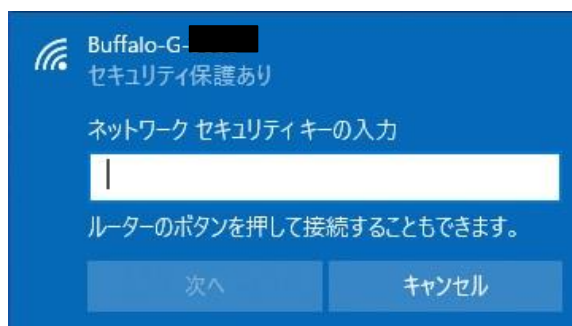 Buffalo-G-
セキュリティ保護あり
ネットワーク セキュリティ キーの入力
ルーターのボタンを押して接続することもできます。
次へ
キャンセル